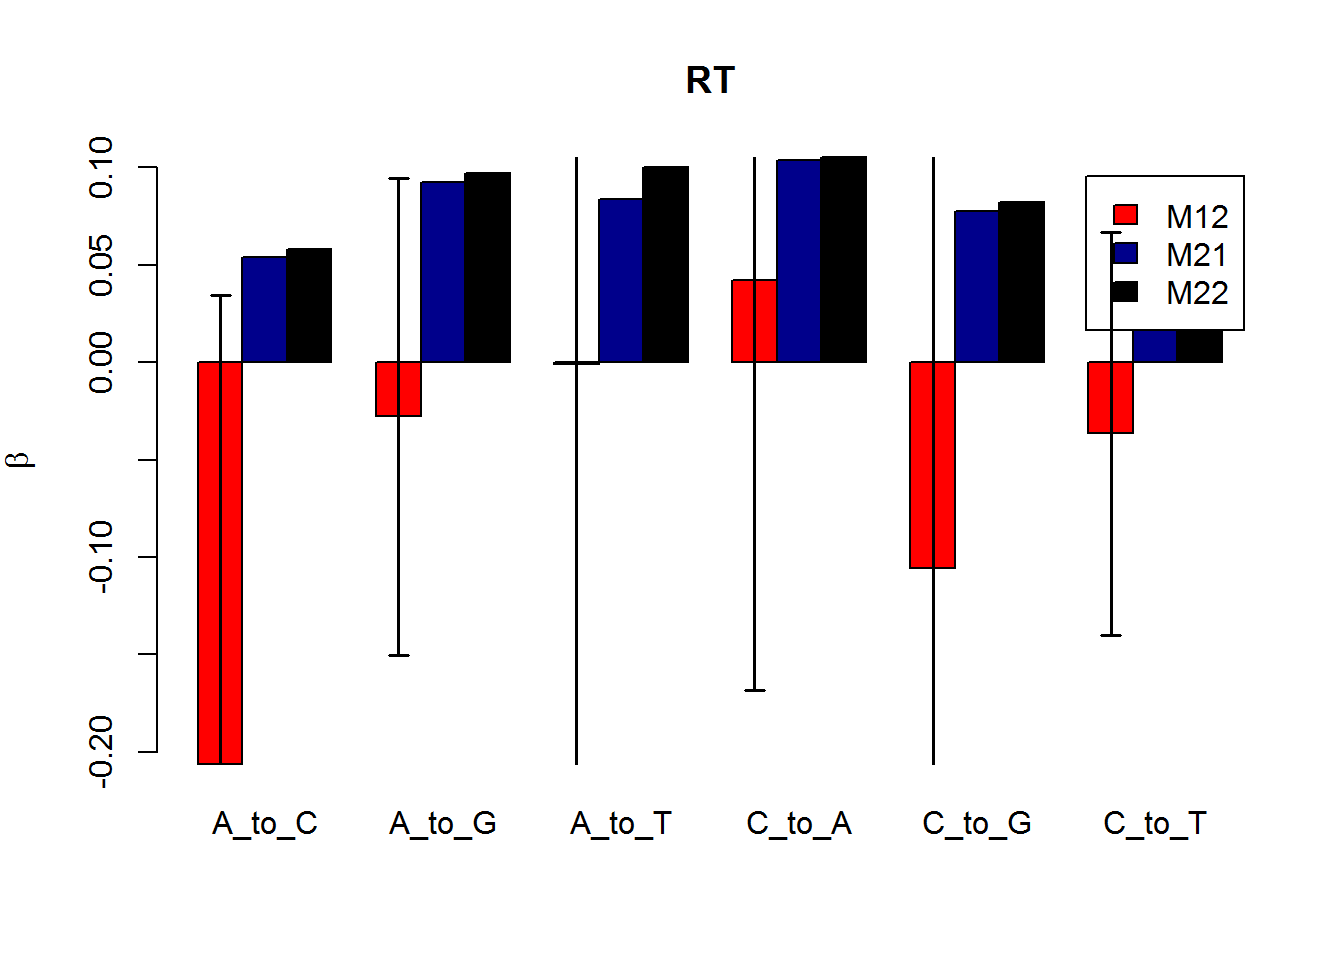 RT
0.10
0.05
0.00
-0.10
-0.20
β
M12
M21
M22
A_to_C
A_to_G
A_to_T
C_to_A
C_to_G
C_to_T